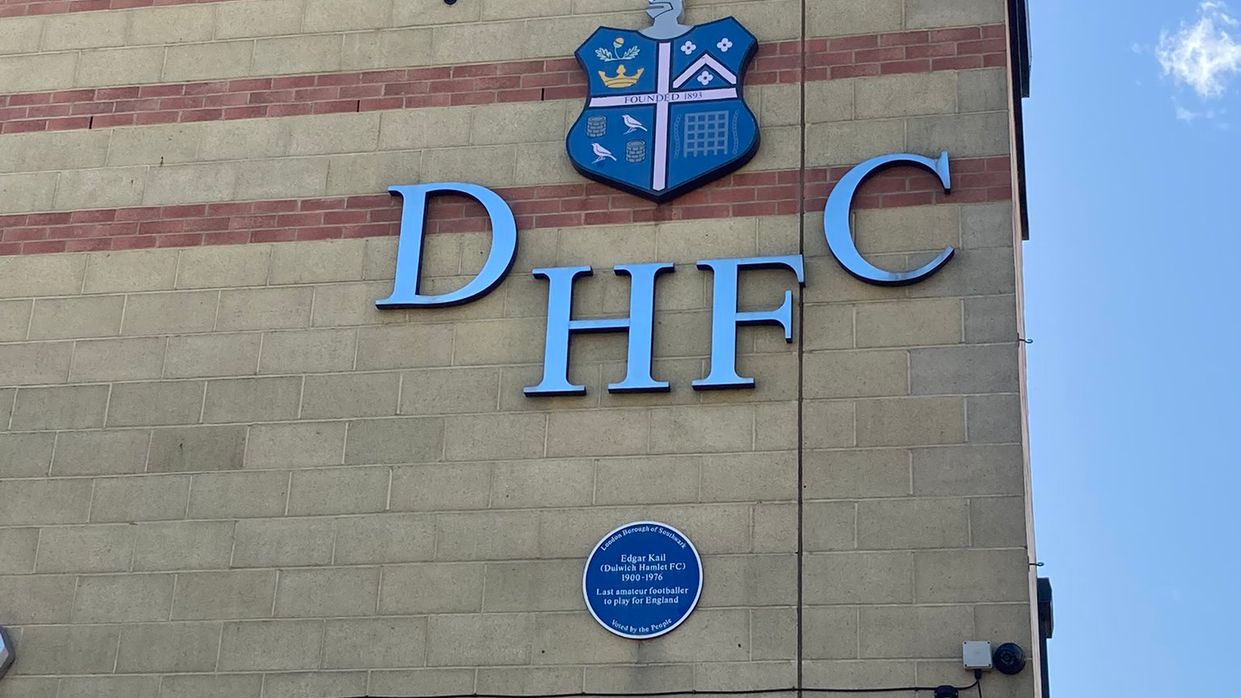 FOUNDED 1893
DHFC
London Borough of Southwark
Edgar Kail
(Dulwich Hamlet FC)
1900-1976
Last amateur footballer
to play for England
Voted by the People